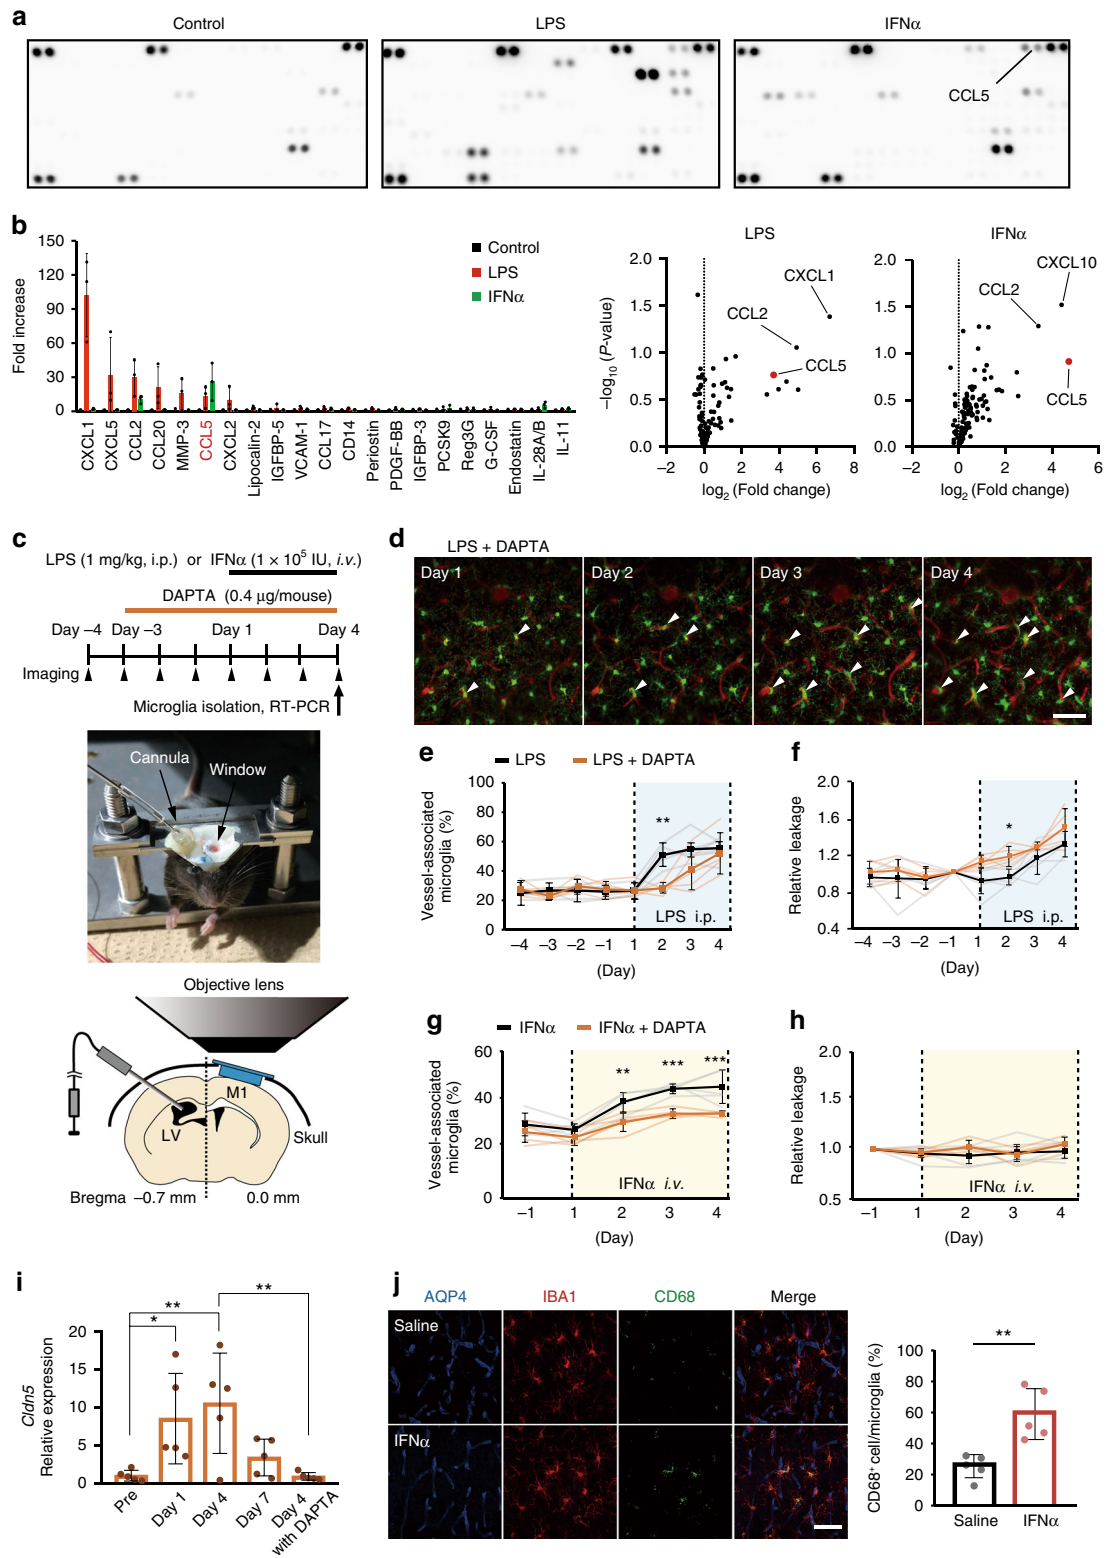 a
Control
LPS
IFNα
CCL5
b
Fold increase
150
120
90
60
30
0
Control
LPS
IFNα
CXCL1
CXCL5
CCL2
CCL20
MMP-3
CCL5
CXCL2
Lipocalin-2
IGFBP-5
VCAM-1
CCL17
CD14
Periostin
PDGF-BB
IGFBP-3
PCSK9
Reg3G
G-CSF
Endostatin
IL-28A/B
IL-11
LPS
–log10 (P-value)
2.0
1.5
1.0
0.5
0.0
CXCL1
CCL2
CCL5
–2 0 2 4 6 8
log2 (Fold change)
IFNα
2.0
1.5
1.0
0.5
0.0
CXCL10
CCL2
CCL5
–2 0 2 4 6
log2 (Fold change)
c
LPS (1 mg/kg, i.p.) or IFNα (1 × 10⁵ IU, i.v.)
DAPTA (0.4 µg/mouse)
Day –4 Day –3 Day 1 Day 4
Imaging
Microglia isolation, RT-PCR
Cannula
Window
Objective lens
M1
LV
Skull
Bregma –0.7 mm 0.0 mm
d
LPS + DAPTA
Day 1
Day 2
Day 3
Day 4
e
LPS
LPS + DAPTA
Vessel-associated
microglia (%)
100
80
60
40
20
0
**
LPS i.p.
–4 –3 –2 –1 1 2 3 4
(Day)
f
Relative leakage
2.0
1.6
1.2
0.8
0.4
*
LPS i.p.
–4 –3 –2 –1 1 2 3 4
(Day)
g
IFNα
IFNα + DAPTA
Vessel-associated
microglia (%)
60
40
20
0
** *** ***
IFNα i.v.
–1 1 2 3 4
(Day)
h
Relative leakage
2.0
1.5
1.0
0.5
IFNα i.v.
–1 1 2 3 4
(Day)
i
Cldn5
Relative expression
20
15
10
5
0
**
**
*
Pre
Day 1
Day 4
Day 7
Day 4
with DAPTA
j
AQP4
IBA1
CD68
Merge
Saline
IFNα
CD68⁺ cell/microglia (%)
100
80
60
40
20
0
**
Saline
IFNα